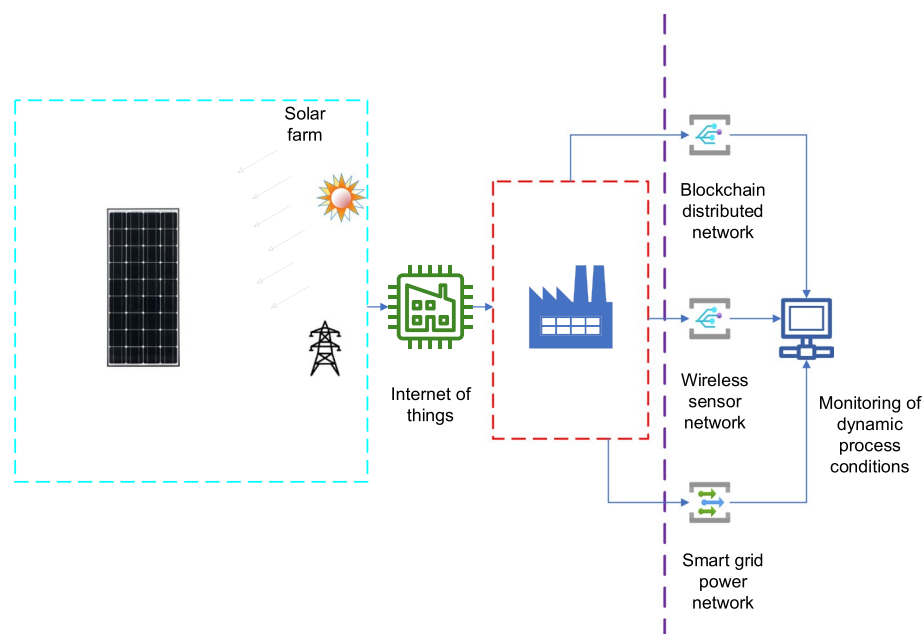 Solar
farm
Internet of
things
Blockchain
distributed
network
Wireless
sensor
network
Smart grid
power
network
Monitoring of
dynamic
process
conditions